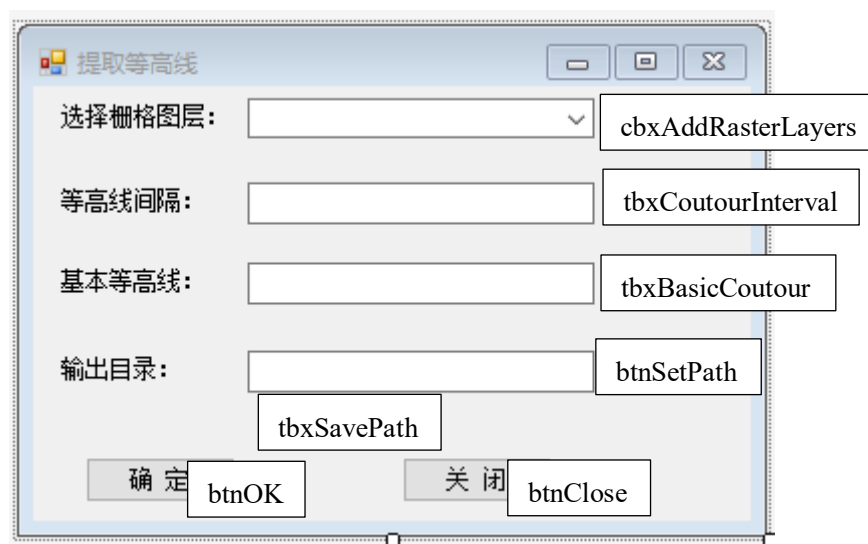 提取等高线
选择栅格图层: cbxAddRasterLayers
等高线间隔: tbxCoutourInterval
基本等高线: tbxBasicCoutour
输出目录: btnSetPath
tbxSavePath
确 定 btnOK 关 闭 btnClose